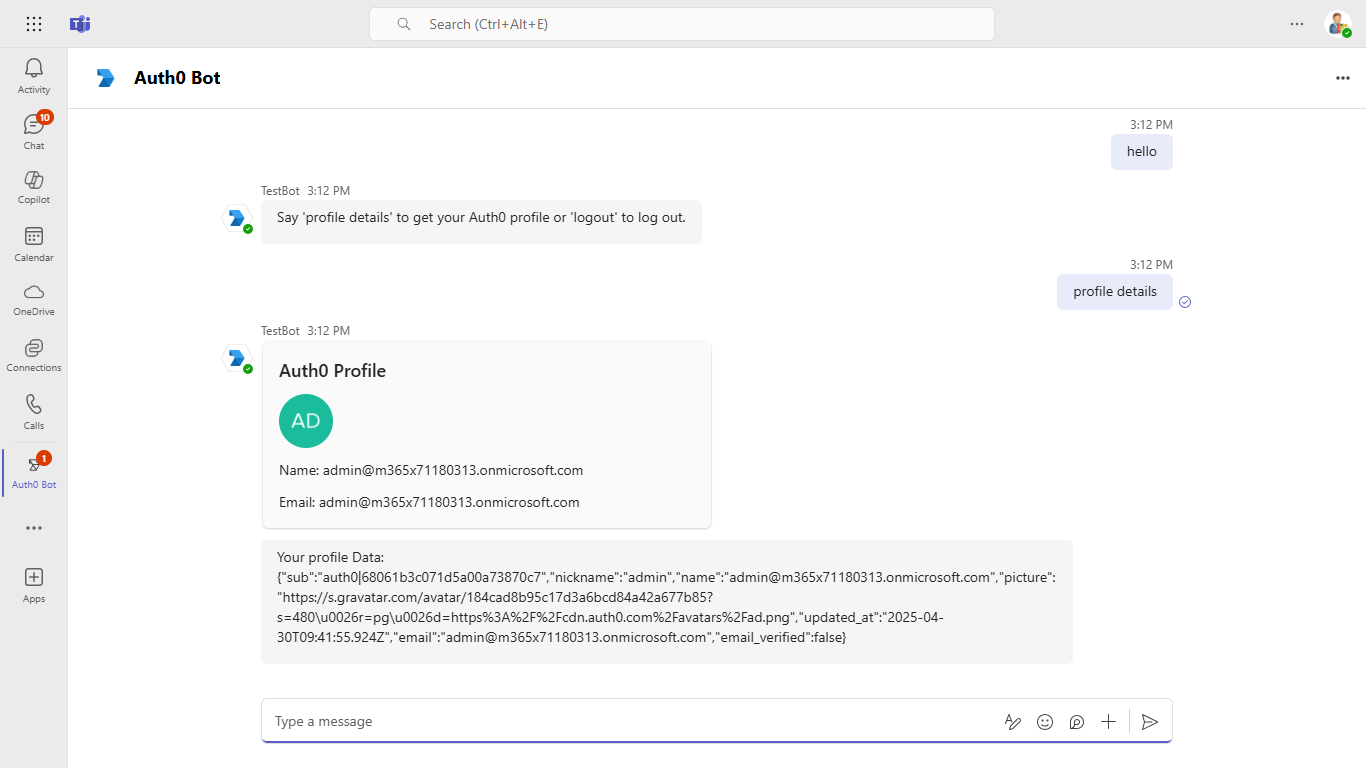 Search (Ctrl+Alt+E)
Activity
10
Chat
Copilot
Calendar
OneDrive
Connections
Calls
1
Auth0 Bot
Apps
Auth0 Bot
3:12 PM
hello
TestBot 3:12 PM
Say 'profile details' to get your Auth0 profile or 'logout' to log out.
3:12 PM
profile details
TestBot 3:12 PM
Auth0 Profile
AD
Name: admin@m365x71180313.onmicrosoft.com
Email: admin@m365x71180313.onmicrosoft.com
Your profile Data:
{"sub":"auth0|68061b3c071d5a00a73870c7","nickname":"admin","name":"admin@m365x71180313.onmicrosoft.com","picture":
"https://s.gravatar.com/avatar/184cad8b95c17d3a6bcd84a42a677b85?
s=480\u0026r=pg\u0026d=https%3A%2F%2Fcdn.auth0.com%2Favatars%2Fad.png","updated_at":"2025-04-
30T09:41:55.924Z","email":"admin@m365x71180313.onmicrosoft.com","email_verified":false}
Type a message